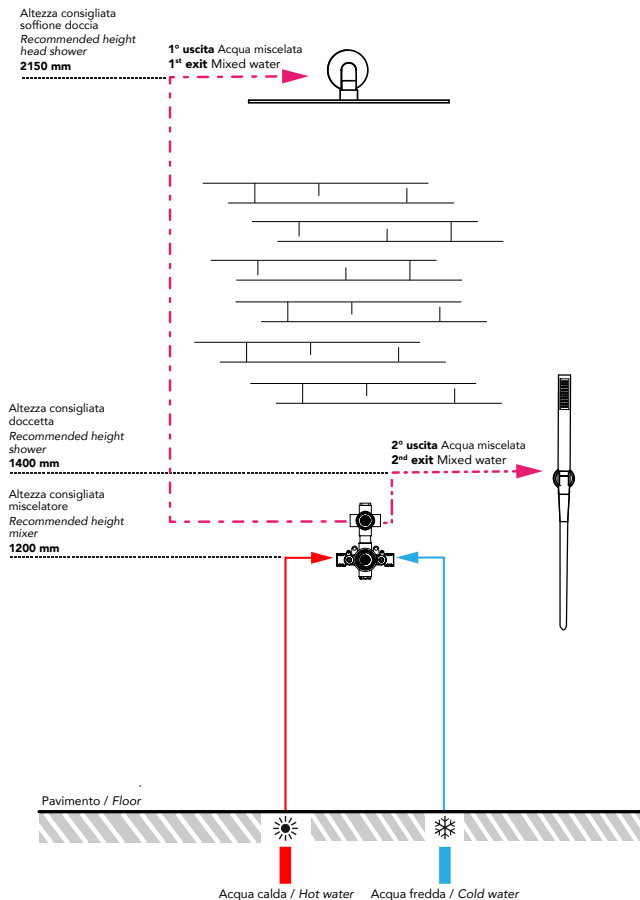 Altezza consigliata
soffione doccia
Recommended height
head shower
2150 mm
1° uscita Acqua miscelata
1st exit Mixed water
Altezza consigliata
doccetta
Recommended height
shower
1400 mm
2° uscita Acqua miscelata
2nd exit Mixed water
Altezza consigliata
miscelatore
Recommended height
mixer
1200 mm
Pavimento / Floor
Acqua calda / Hot water
Acqua fredda / Cold water